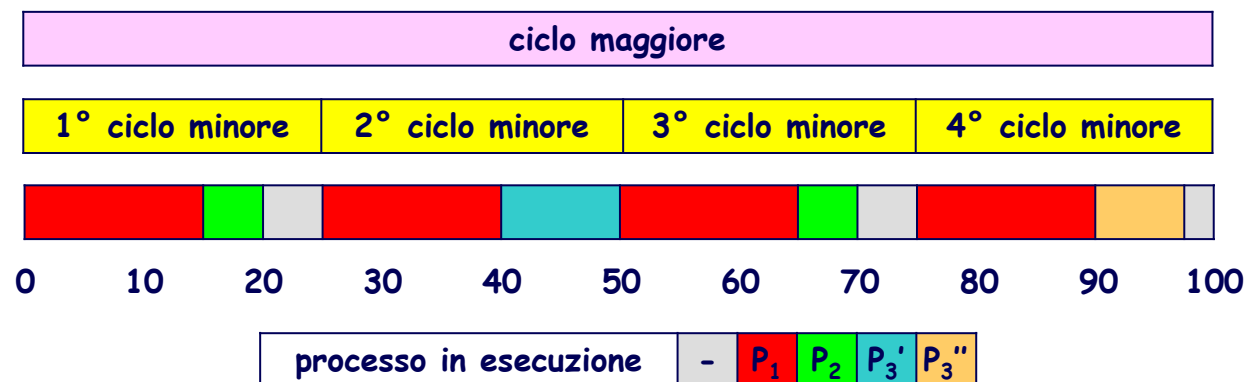 ciclo maggiore
1° ciclo minore 2° ciclo minore 3° ciclo minore 4° ciclo minore
0 10 20 30 40 50 60 70 80 90 100
processo in esecuzione - P₁ P₂ P₃' P₃''